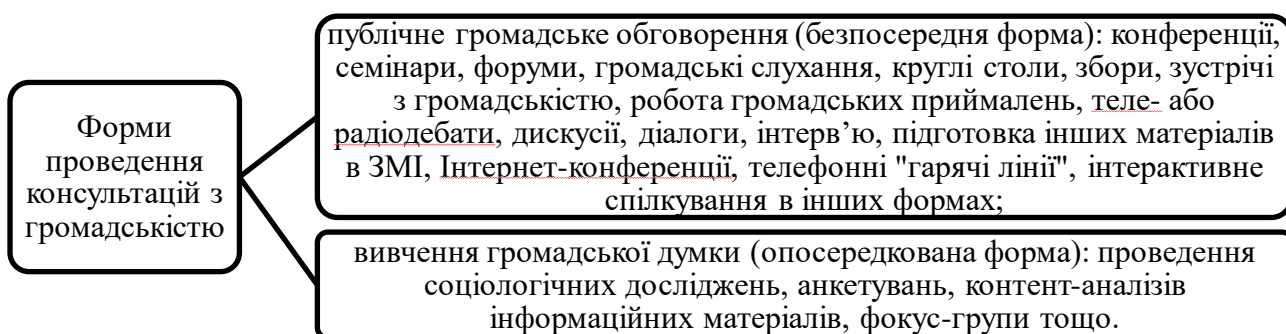 Форми
проведення
консультацій з
громадськістю
публічне громадське обговорення (безпосередня форма): конференції,
семінари, форуми, громадські слухання, круглі столи, збори, зустрічі
з громадськістю, робота громадських приймалень, теле- або
радіодебати, дискусії, діалоги, інтерв’ю, підготовка інших матеріалів
в ЗМІ, Інтернет-конференції, телефонні "гарячі лінії", інтерактивне
спілкування в інших формах;
вивчення громадської думки (опосередкована форма): проведення
соціологічних досліджень, анкетувань, контент-аналізів
інформаційних матеріалів, фокус-групи тощо.